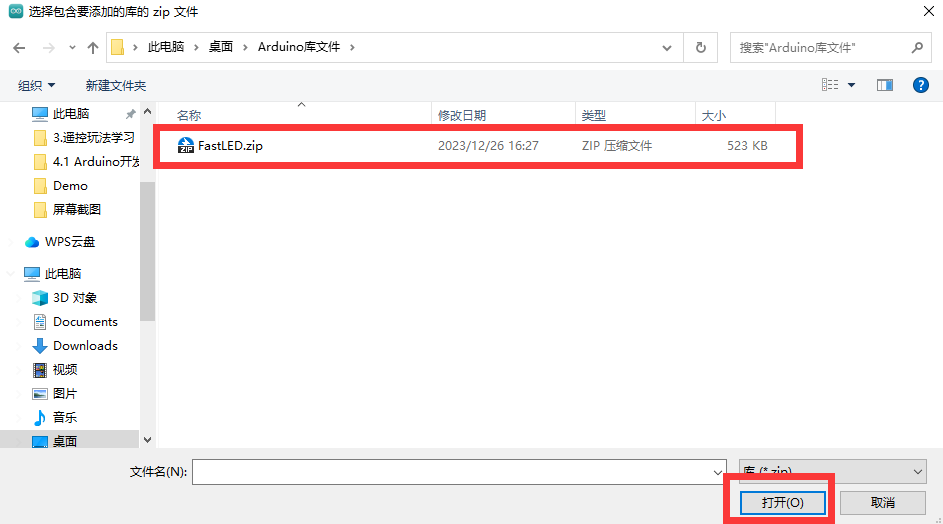 选择包含要添加的库的 zip 文件
此电脑 桌面 Arduino库文件
搜索"Arduino库文件"
组织 新建文件夹
名称 修改日期 类型 大小
FastLED.zip 2023/12/26 16:27 ZIP 压缩文件 523 KB
ZIP
此电脑
3.遥控玩法学习
4.1 Arduino开发
Demo
屏幕截图
WPS云盘
此电脑
3D 对象
Documents
Downloads
视频
图片
音乐
桌面
文件名(N):
库 (*.zip)
打开(O) 取消